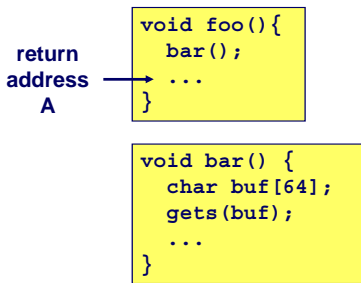 void foo(){
bar();
...
}
return
address
A
void bar() {
char buf[64];
gets(buf);
...
}